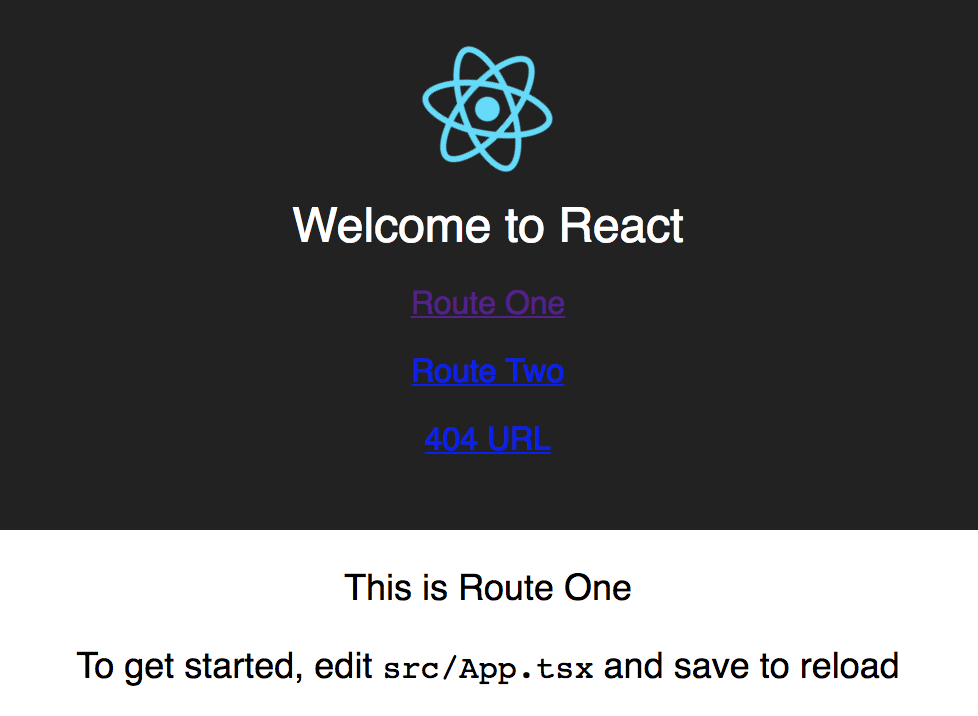 Welcome to React
Route One
Route Two
404 URL
This is Route One
To get started, edit src/App.tsx and save to reload